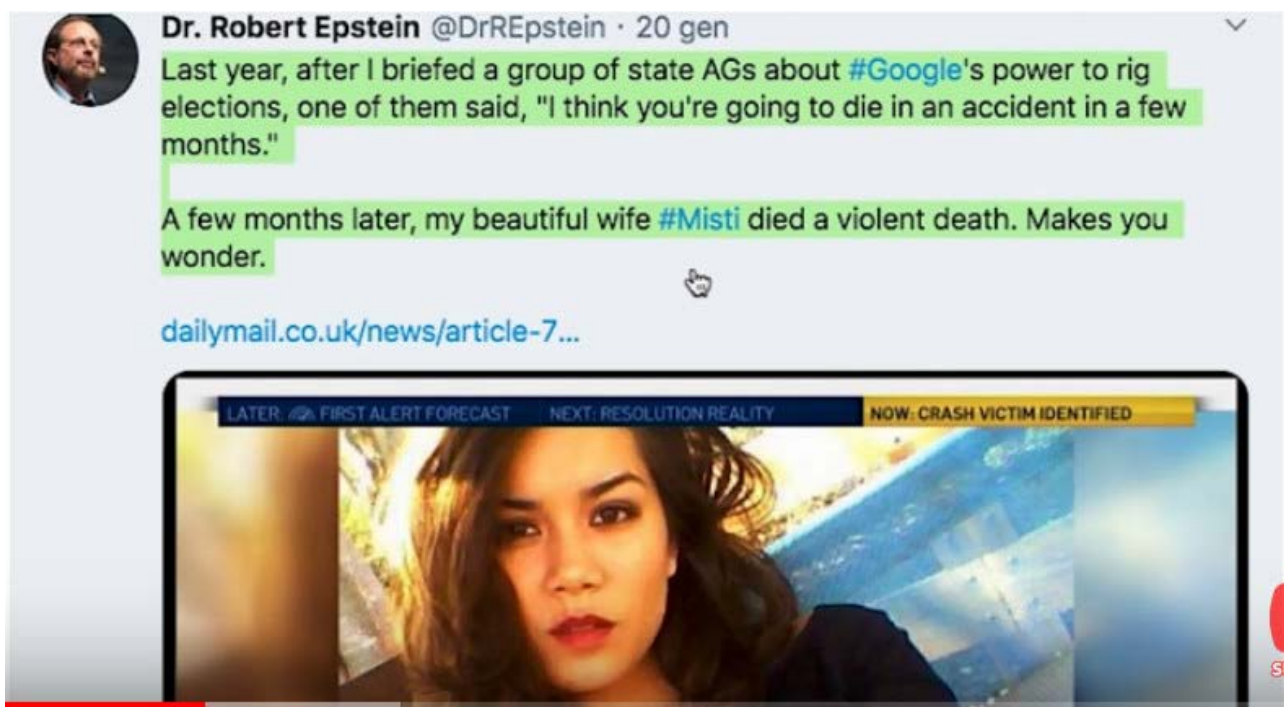 Dr. Robert Epstein @DrREpstein · 20 gen
Last year, after I briefed a group of state AGs about #Google's power to rig
elections, one of them said, "I think you're going to die in an accident in a few
months."
A few months later, my beautiful wife #Misti died a violent death. Makes you
wonder.
dailymail.co.uk/news/article-7...
LATER: FIRST ALERT FORECAST NEXT: RESOLUTION REALITY NOW: CRASH VICTIM IDENTIFIED